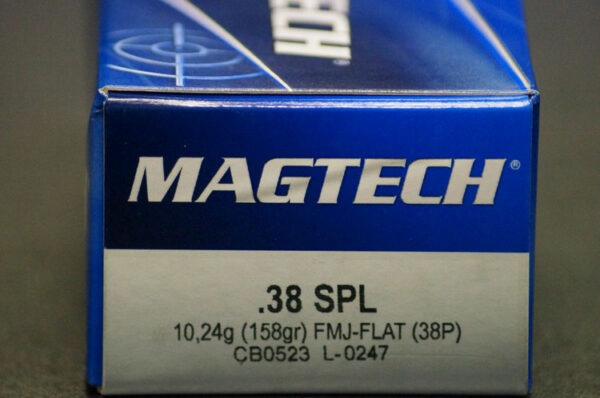 MAGTECH®
.38 SPL
10,24g (158gr) FMJ-FLAT (38P)
CB0523 L-0247